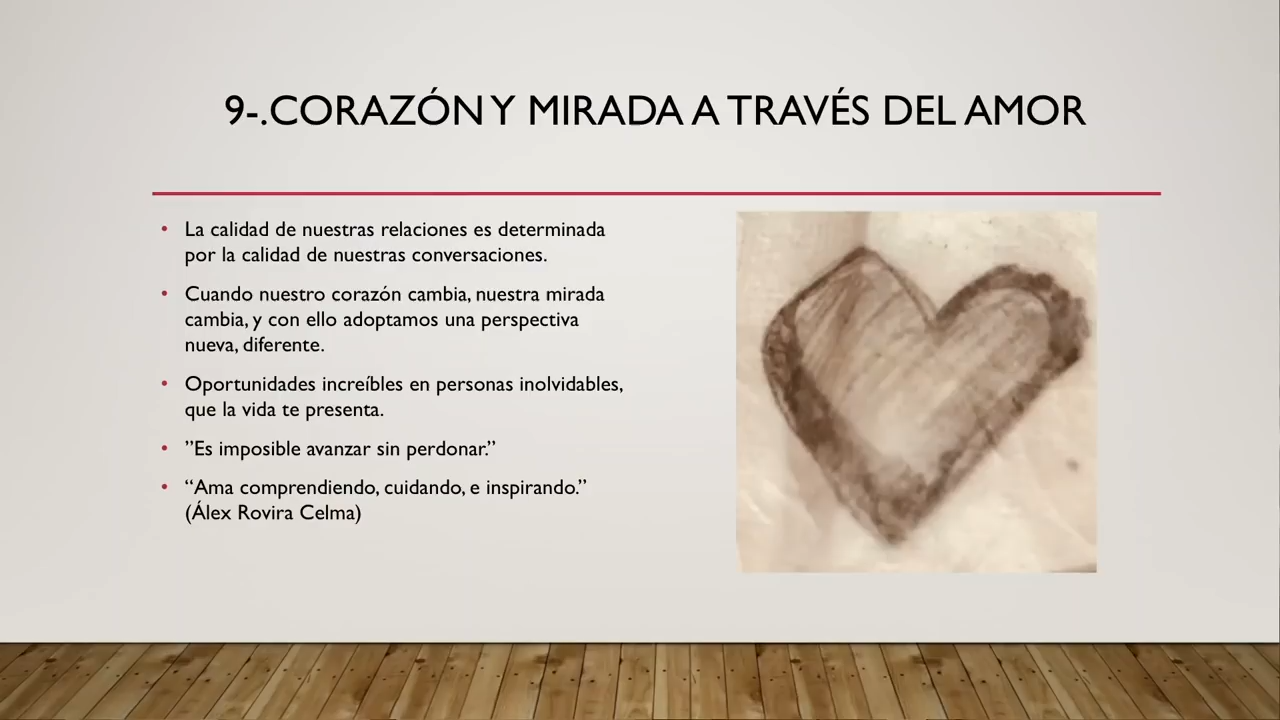 9-.CORAZÓN Y MIRADA A TRAVÉS DEL AMOR
• La calidad de nuestras relaciones es determinada
por la calidad de nuestras conversaciones.
• Cuando nuestro corazón cambia, nuestra mirada
cambia, y con ello adoptamos una perspectiva
nueva, diferente.
• Oportunidades increíbles en personas inolvidables,
que la vida te presenta.
• ”Es imposible avanzar sin perdonar.”
• “Ama comprendiendo, cuidando, e inspirando.”
(Álex Rovira Celma)